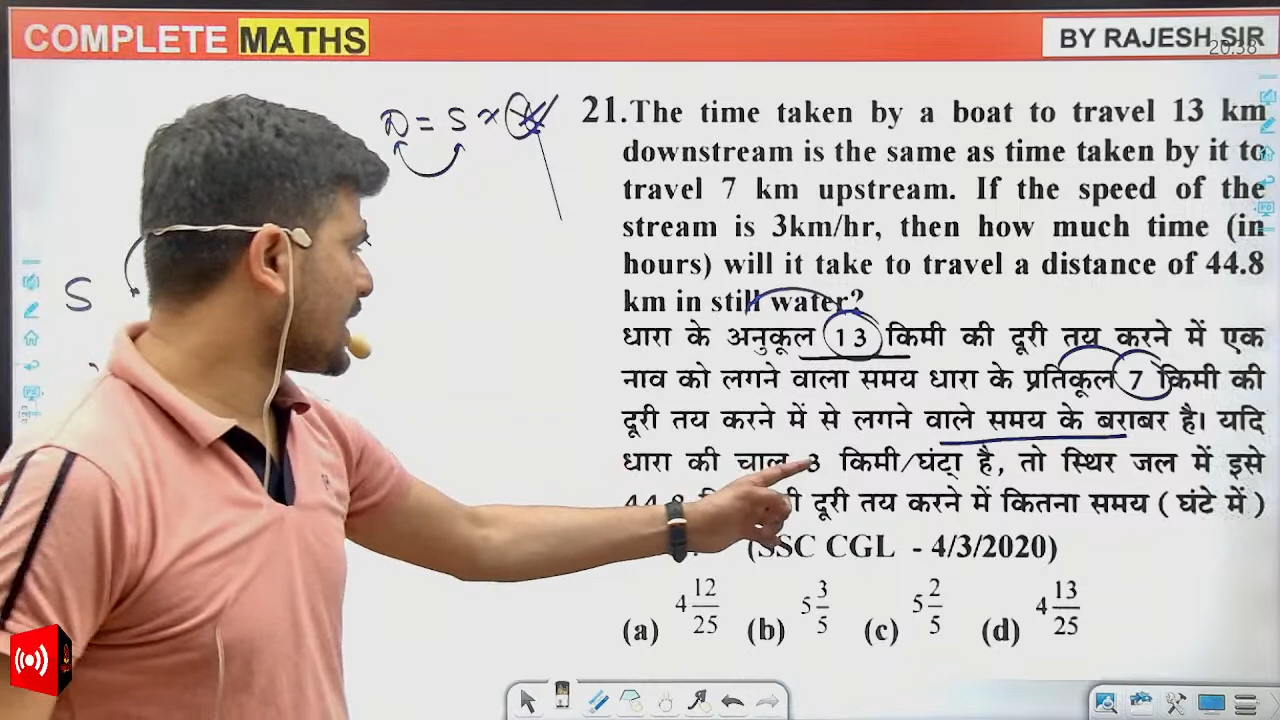 COMPLETE MATHS
BY RAJESH SIR
20:38
D = S ×
S
21.The time taken by a boat to travel 13 km
downstream is the same as time taken by it to
travel 7 km upstream. If the speed of the
stream is 3km/hr, then how much time (in
hours) will it take to travel a distance of 44.8
km in still water?
धारा के अनुकूल 13 किमी की दूरी तय करने में एक
नाव को लगने वाला समय धारा के प्रतिकूल 7 किमी की
दूरी तय करने में से लगने वाले समय के बराबर है। यदि
धारा की चाल 3 किमी/घंटा है, तो स्थिर जल में इसे
44.8 दूरी तय करने में कितना समय ( घंटे में )
(SSC CGL - 4/3/2020)
(a) 4 12/25 (b) 5 3/5 (c) 5 2/5 (d) 4 13/25